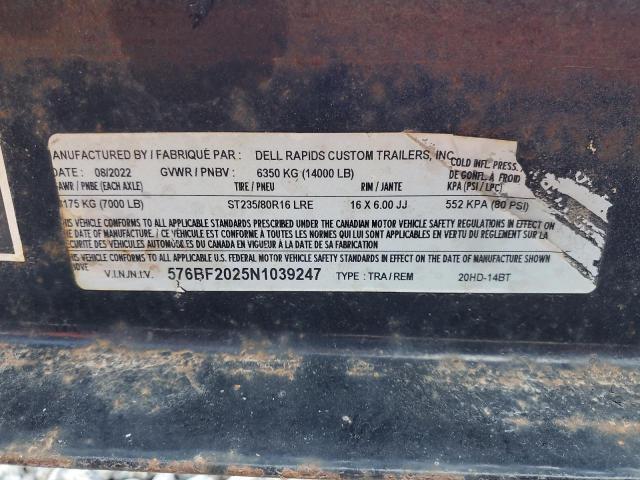 ANUFACTURED BY / FABRIQUÉ PAR : DELL RAPIDS CUSTOM TRAILERS, INC
DATE : 08/2022 GVWR / PNBV : 6350 KG (14000 LB) COLD INFL. PRESS.
DE GONFL. A FROID
AWR / PNBE (EACH AXLE) TIRE / PNEU RIM / JANTE KPA (PSI / LPC)
3175 KG (7000 LB) ST235/80R16 LRE 16 X 6.00 JJ 552 KPA (80 PSI)
THIS VEHICLE CONFORMS TO ALL APPLICABLE STANDARDS PRESCRIBED UNDER THE CANADIAN MOTOR VEHICLE SAFETY REGULATIONS IN EFFECT ON
THE DATE OF MANUFACTURE. / CE VÉHICULE EST CONFORME A TOUTES LES NORMES QUI LUI SONT APPLICABLES EN VERTU DU RÈGLEMENT SUR LA
SÉCURITÉ DES VÉHICULES AUTOMOBILES DU CANADA EN VIGUEUR À LA DATE DE SA FABRICATION
THIS VEHICLE CONFORMS TO ALL APPLICABLE U.S. FEDERAL MOTOR VEHICLE SAFETY STANDARDS IN EFFECT ON THE DATE OF MANUFACTURE SHOWN
ABOVE
V.I.N./N.I.V. 576BF2025N1039247 TYPE : TRA / REM 20HD-14BT